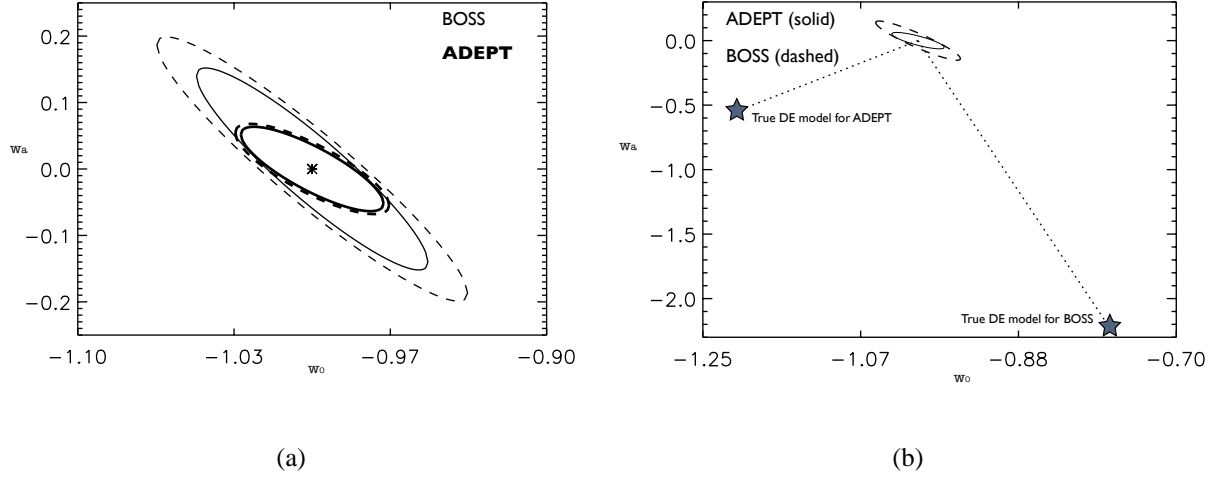 BOSS
ADEPT
0.2
0.1
0.0
−0.1
−0.2
wa
−1.10
−1.03
−0.97
−0.90
w₀
(a)
ADEPT (solid)
BOSS (dashed)
0.0
−0.5
−1.0
−1.5
−2.0
wa
True DE model for ADEPT
True DE model for BOSS
−1.25
−1.07
−0.88
−0.70
w₀
(b)